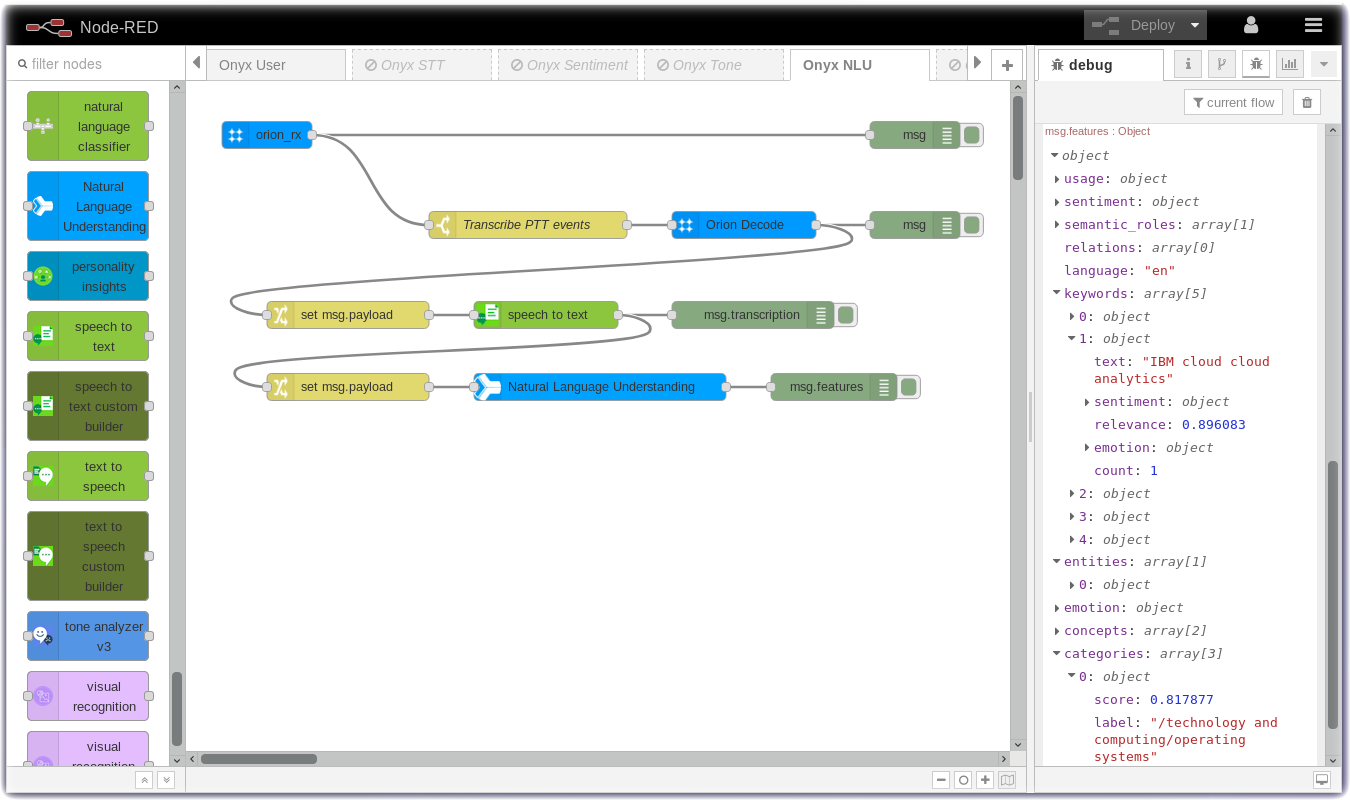 Node-RED
Deploy
filter nodes
Onyx User
Onyx STT
Onyx Sentiment
Onyx Tone
Onyx NLU
debug
current flow
natural
language
classifier
Natural
Language
Understanding
personality
insights
speech to
text
speech to
text custom
builder
text to
speech
text to
speech
custom
builder
tone analyzer
v3
visual
recognition
visual
recognition
orion_rx
msg
Transcribe PTT events
Orion Decode
msg
set msg.payload
speech to text
msg.transcription
set msg.payload
Natural Language Understanding
msg.features
msg.features : Object
object
usage: object
sentiment: object
semantic_roles: array[1]
relations: array[0]
language: "en"
keywords: array[5]
0: object
1: object
text: "IBM cloud cloud
analytics"
sentiment: object
relevance: 0.896083
emotion: object
count: 1
2: object
3: object
4: object
entities: array[1]
0: object
emotion: object
concepts: array[2]
categories: array[3]
0: object
score: 0.817877
label: "/technology and
computing/operating
systems"